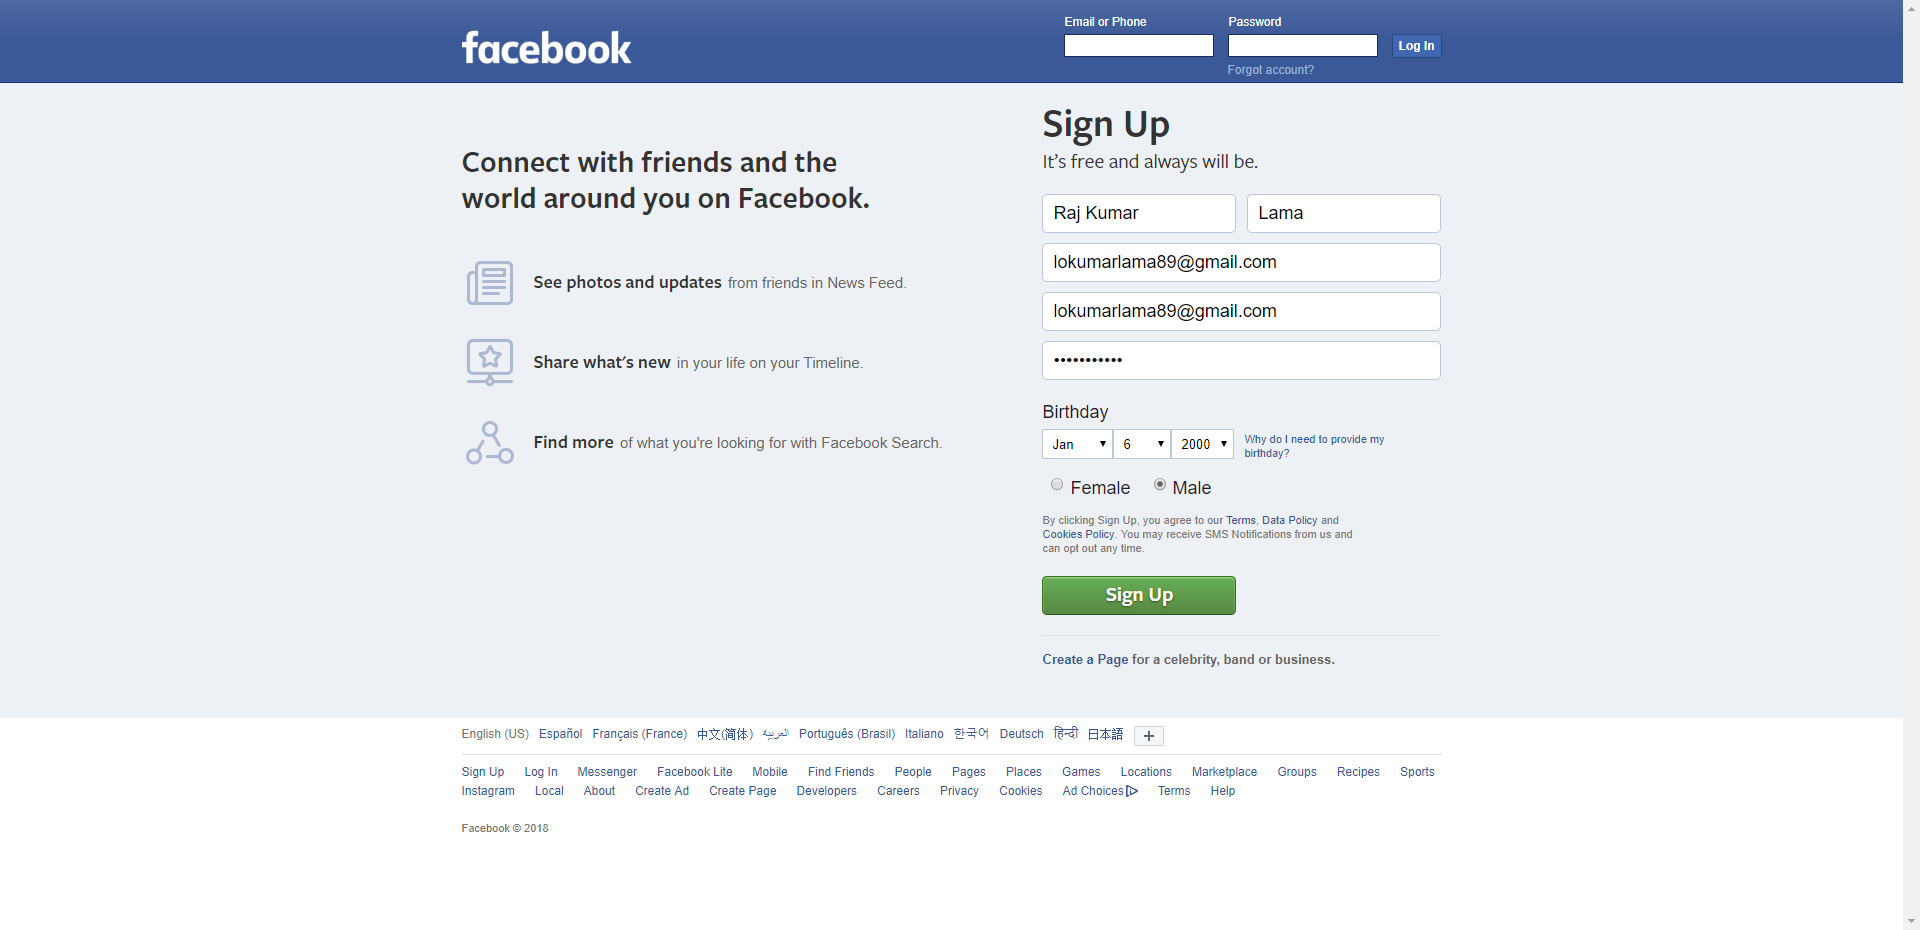 facebook
Email or Phone
Password
Log In
Forgot account?
Connect with friends and the
world around you on Facebook.
See photos and updates from friends in News Feed.
Share what's new in your life on your Timeline.
Find more of what you're looking for with Facebook Search.
Sign Up
It's free and always will be.
Raj Kumar
Lama
lokumarlama89@gmail.com
lokumarlama89@gmail.com
•••••••••••
Birthday
Jan 6 2000
Why do I need to provide my
birthday?
Female Male
By clicking Sign Up, you agree to our Terms, Data Policy and
Cookies Policy. You may receive SMS Notifications from us and
can opt out any time.
Sign Up
Create a Page for a celebrity, band or business.
English (US) Español Français (France) 中文(简体) العربية Português (Brasil) Italiano 한국어 Deutsch हिन्दी 日本語 +
Sign Up Log In Messenger Facebook Lite Mobile Find Friends People Pages Places Games Locations Marketplace Groups Recipes Sports
Instagram Local About Create Ad Create Page Developers Careers Privacy Cookies Ad Choices Terms Help
Facebook © 2018